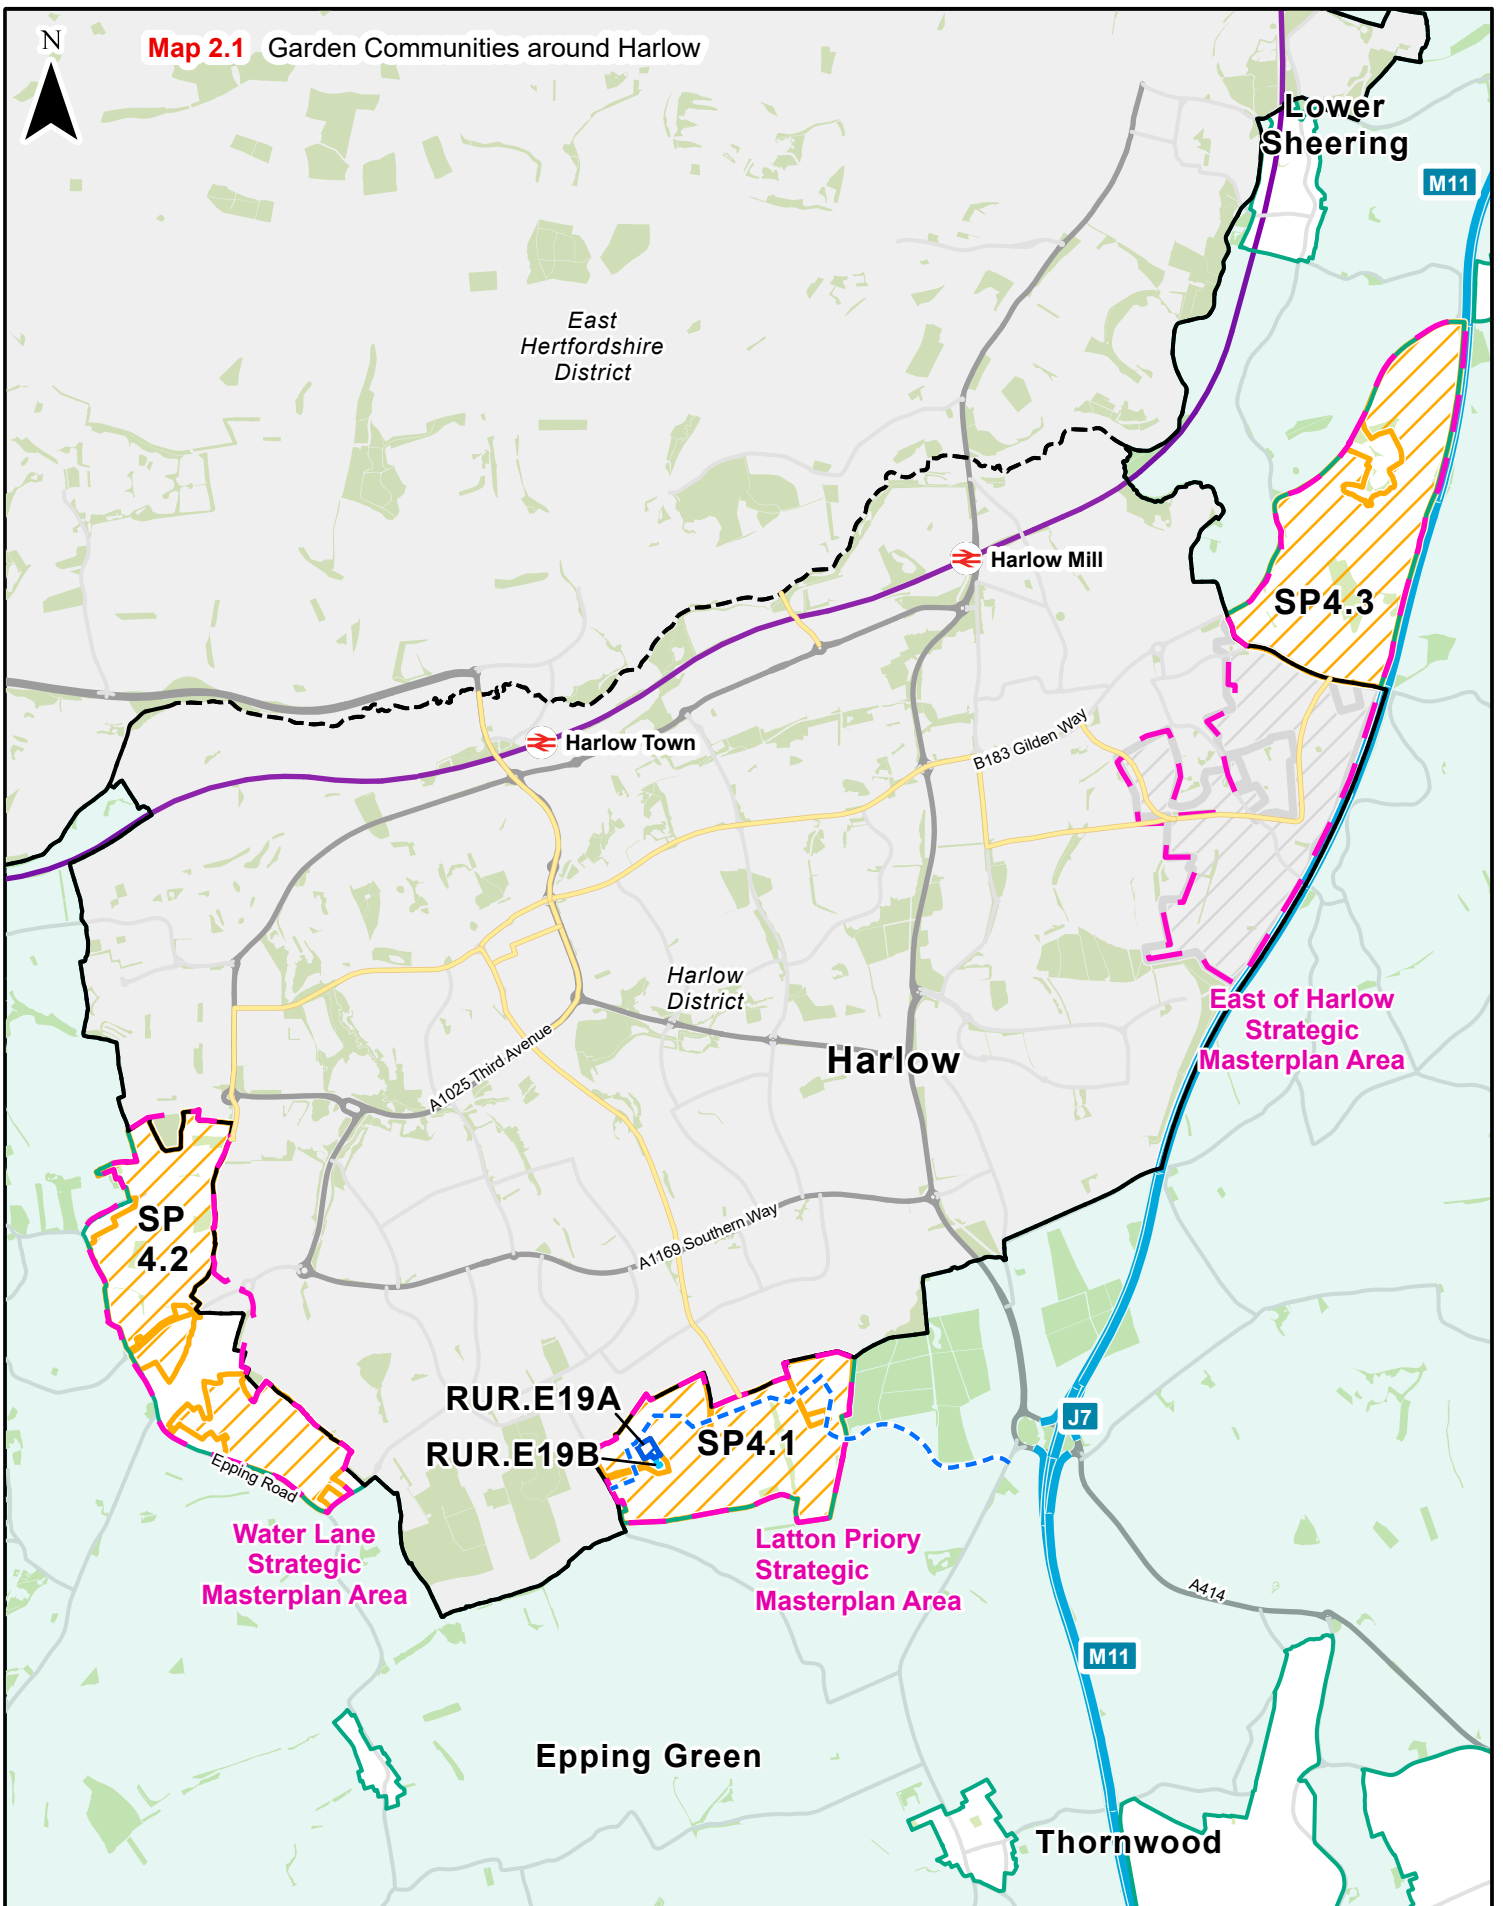 N
Map 2.1 Garden Communities around Harlow
Lower
Sheering
M11
East
Hertfordshire
District
Harlow Mill
SP4.3
B183 Gilden Way
Harlow Town
Harlow
District
East of Harlow
Strategic
Masterplan Area
Harlow
A1025 Third Avenue
SP
4.2
A1169 Southern Way
RUR.E19A
J7
RUR.E19B
SP4.1
Epping Road
Water Lane
Strategic
Masterplan Area
Latton Priory
Strategic
Masterplan Area
A414
M11
Epping Green
Thornwood